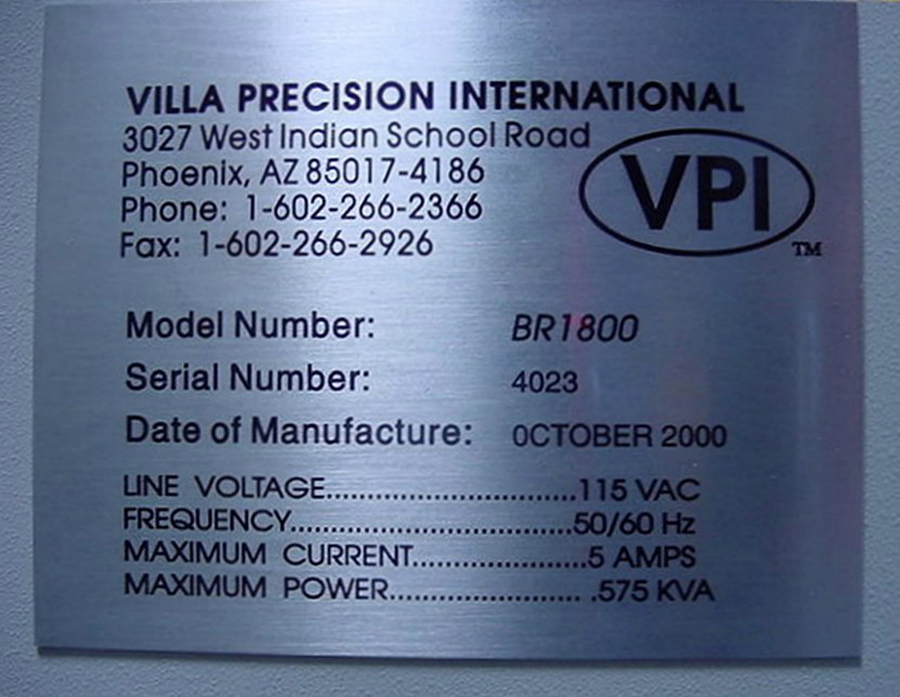 VILLA PRECISION INTERNATIONAL
3027 West Indian School Road
Phoenix, AZ 85017-4186
Phone: 1-602-266-2366
Fax: 1-602-266-2926
VPI
TM
Model Number: BR1800
Serial Number: 4023
Date of Manufacture: OCTOBER 2000
LINE VOLTAGE..............................115 VAC
FREQUENCY..................................50/60 Hz
MAXIMUM CURRENT.....................5 AMPS
MAXIMUM POWER....................... .575 KVA